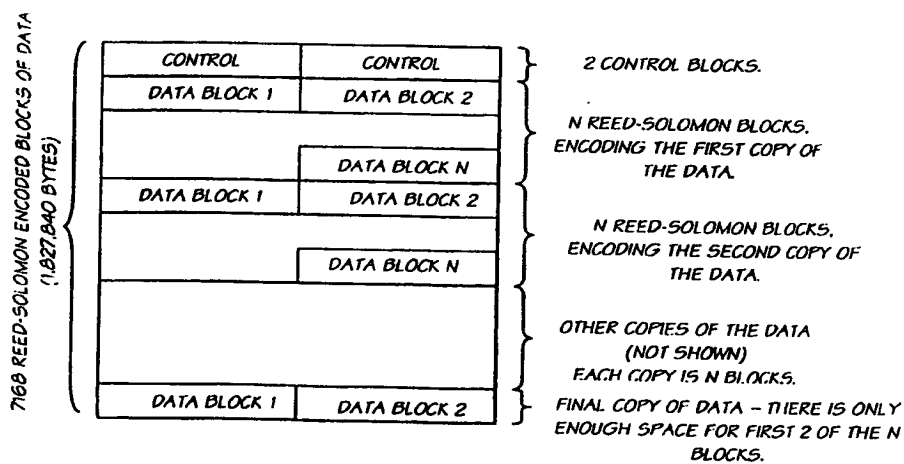 7168 REED-SOLOMON ENCODED BLOCKS OF DATA
(1,827,840 BYTES)
CONTROL CONTROL
2 CONTROL BLOCKS.
DATA BLOCK 1 DATA BLOCK 2
N REED-SOLOMON BLOCKS,
ENCODING THE FIRST COPY OF
THE DATA.
DATA BLOCK N
DATA BLOCK 1 DATA BLOCK 2
N REED-SOLOMON BLOCKS,
ENCODING THE SECOND COPY OF
THE DATA.
DATA BLOCK N
OTHER COPIES OF THE DATA
(NOT SHOWN)
EACH COPY IS N BLOCKS.
DATA BLOCK 1 DATA BLOCK 2
FINAL COPY OF DATA – THERE IS ONLY
ENOUGH SPACE FOR FIRST 2 OF THE N
BLOCKS.